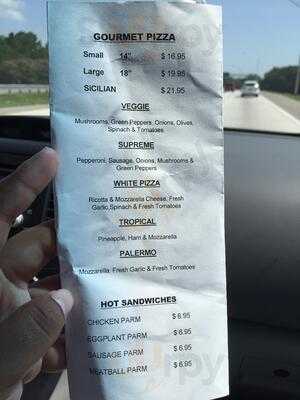 GOURMET PIZZA
Small 14" $ 16.95
Large 18" $ 19.95
SICILIAN $ 21.95
VEGGIE
Mushrooms, Green Peppers, Onions, Olives,
Spinach & Tomatoes
SUPREME
Pepperoni, Sausage, Onions, Mushrooms &
Green Peppers
WHITE PIZZA
Ricotta & Mozzarella Cheese, Fresh
Garlic, Spinach & Fresh Tomatoes
TROPICAL
Pineapple, Ham & Mozzarella
PALERMO
Mozzarella, Fresh Garlic & Fresh Tomatoes
HOT SANDWICHES
CHICKEN PARM $ 6.95
EGGPLANT PARM $ 6.95
SAUSAGE PARM $ 6.95
MEATBALL PARM $ 6.95